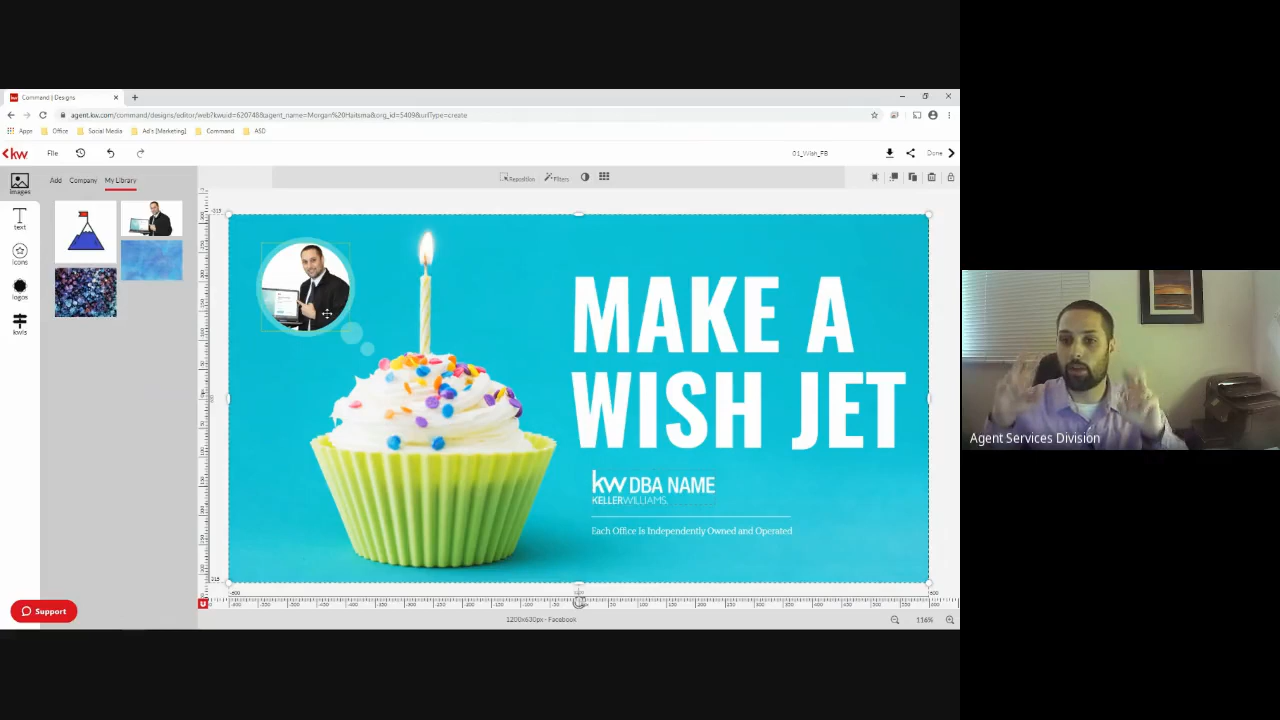 Command | Designs
agent.kw.com/command/designs/editor/web?kwuid=620748&agent_name=Morgan%20Haitsma&org_id=5409&urlType=create
Apps Office Social Media Ad's [Marketing] Command ASD
kw File 01_Wish_FB Done
images Add Company My Library Reposition Filters
text
icons
logos
kwls
MAKE A
WISH JET
kw DBA NAME
KELLERWILLIAMS.
Each Office Is Independently Owned and Operated
Agent Services Division
Support
1200x630px - Facebook 116%